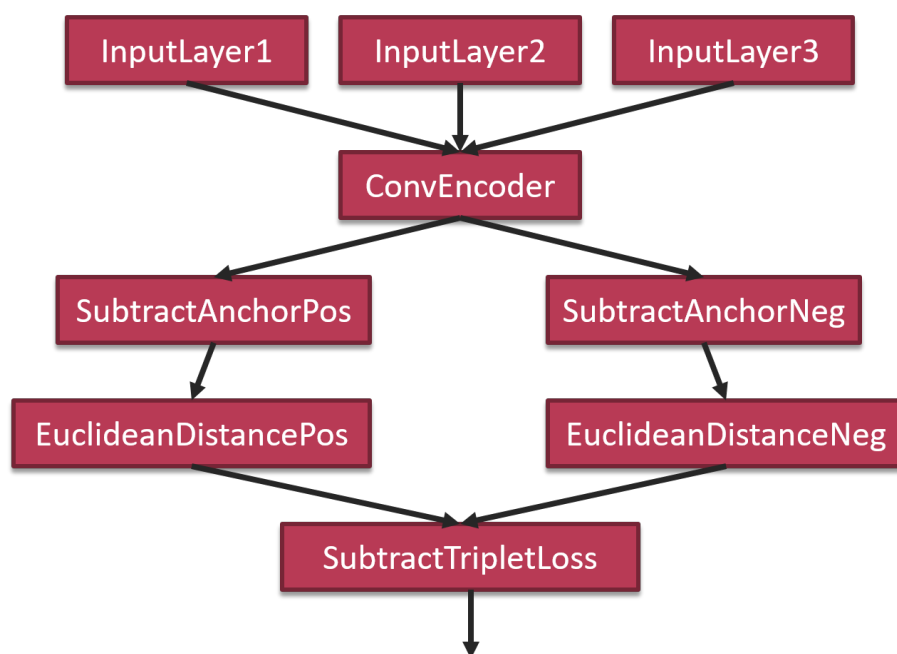 InputLayer1
InputLayer2
InputLayer3
ConvEncoder
SubtractAnchorPos
SubtractAnchorNeg
EuclideanDistancePos
EuclideanDistanceNeg
SubtractTripletLoss